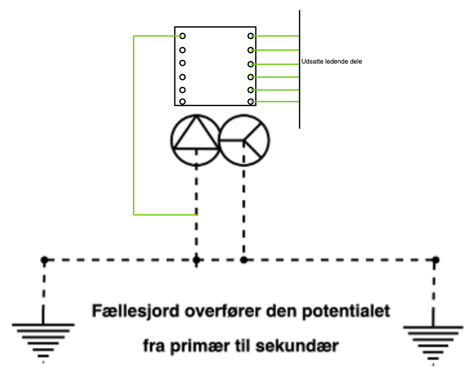 Udsatte ledende dele
Fællesjord overfører den potentialet
fra primær til sekundær